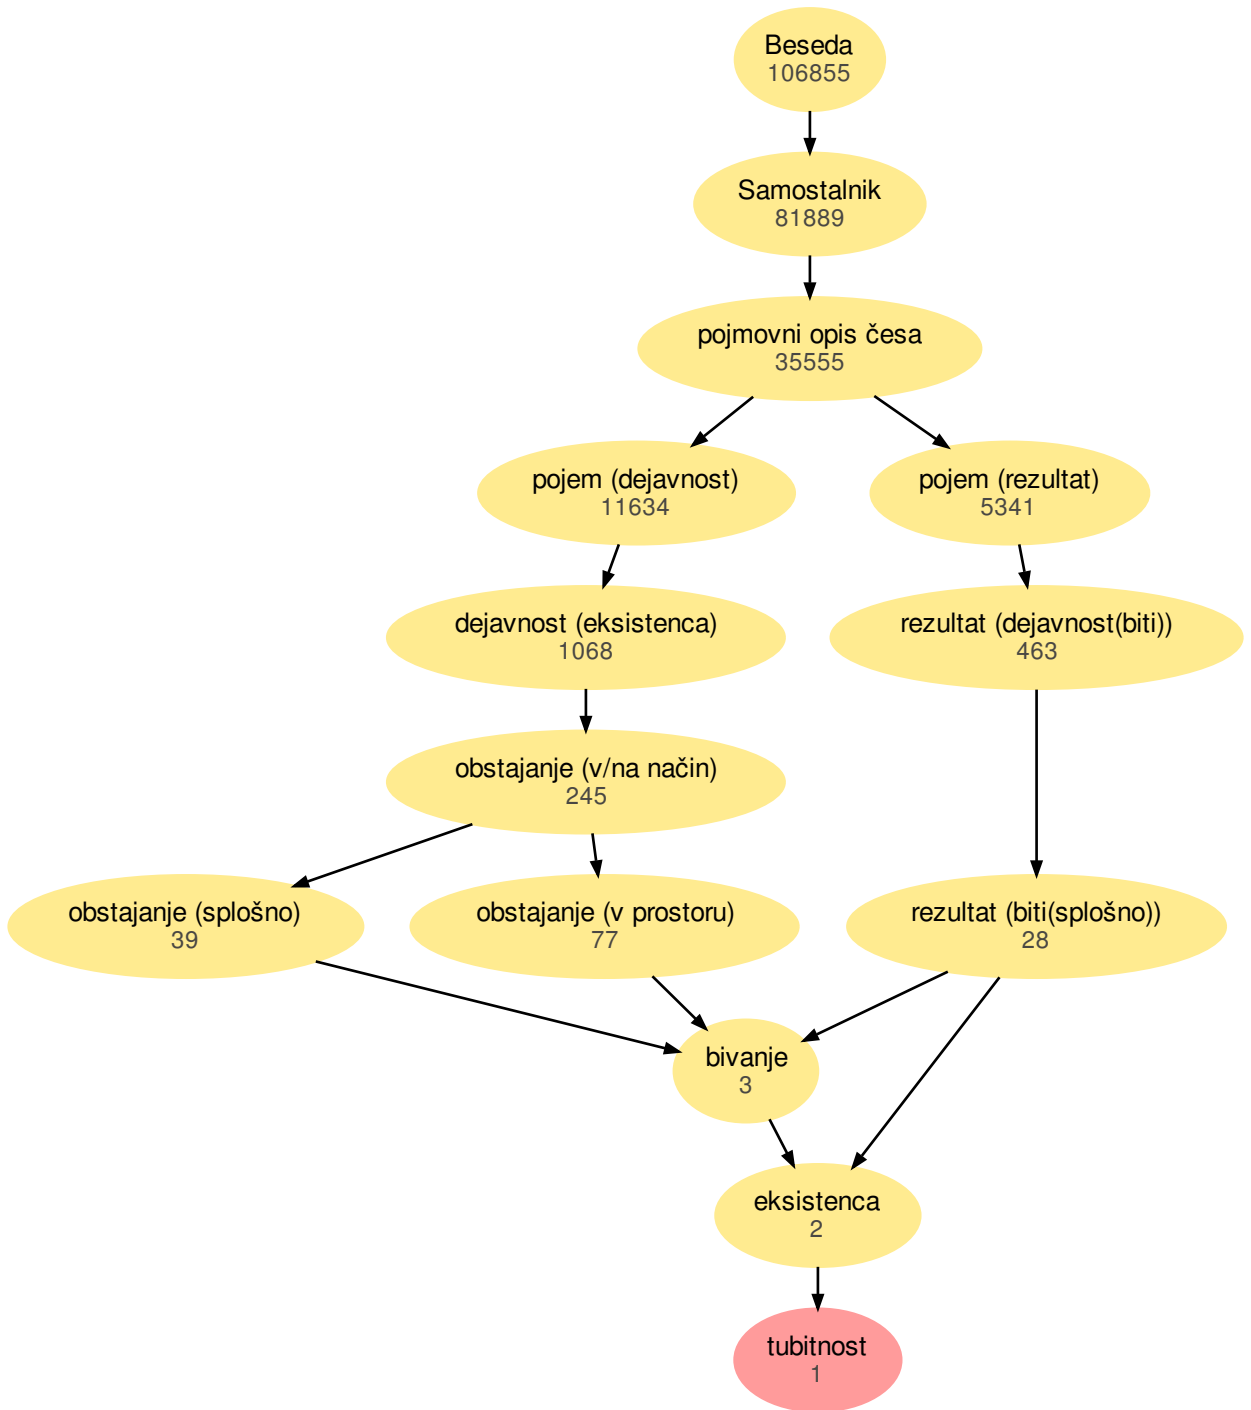 Beseda
106855
Samostalnik
81889
pojmovni opis česa
35555
pojem (dejavnost)
11634
pojem (rezultat)
5341
dejavnost (eksistenca)
1068
rezultat (dejavnost(biti))
463
obstajanje (v/na način)
245
obstajanje (splošno)
39
obstajanje (v prostoru)
77
rezultat (biti(splošno))
28
bivanje
3
eksistenca
2
tubitnost
1